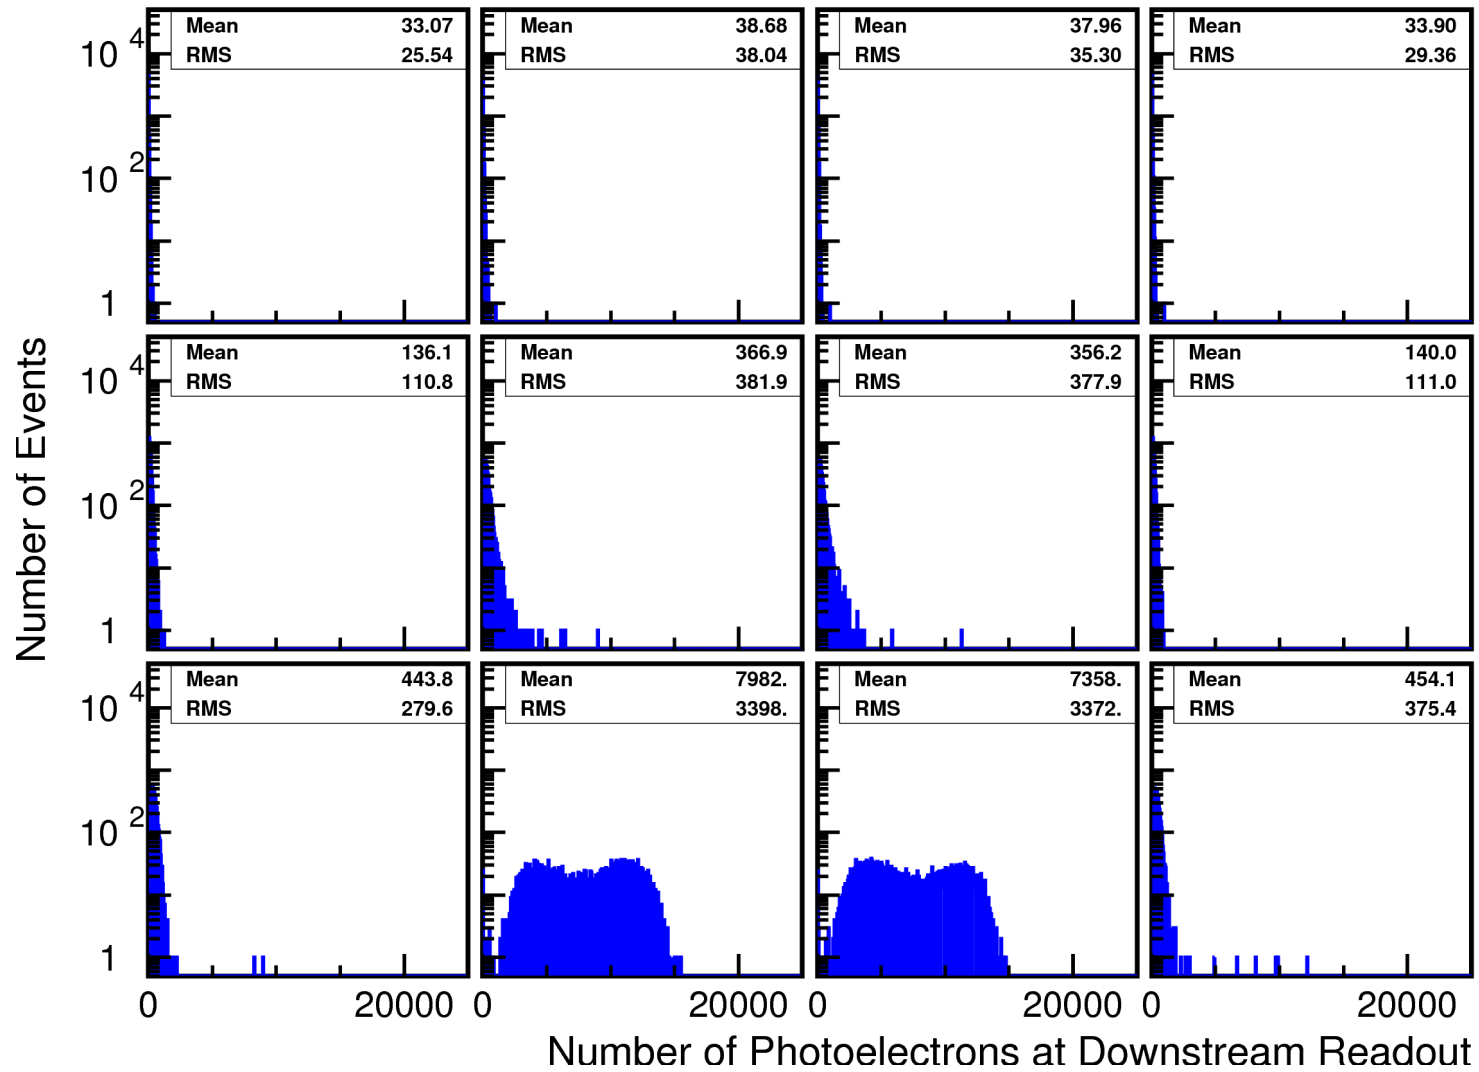 Mean 33.07
RMS 25.54
Mean 38.68
RMS 38.04
Mean 37.96
RMS 35.30
Mean 33.90
RMS 29.36
10 4
10 2
1
Mean 136.1
RMS 110.8
Mean 366.9
RMS 381.9
Mean 356.2
RMS 377.9
Mean 140.0
RMS 111.0
10 4
10 2
1
Number of Events
Mean 443.8
RMS 279.6
Mean 7982.
RMS 3398.
Mean 7358.
RMS 3372.
Mean 454.1
RMS 375.4
10 4
10 2
1
0 20000 0 20000 0 20000 0 20000
Number of Photoelectrons at Downstream Readout